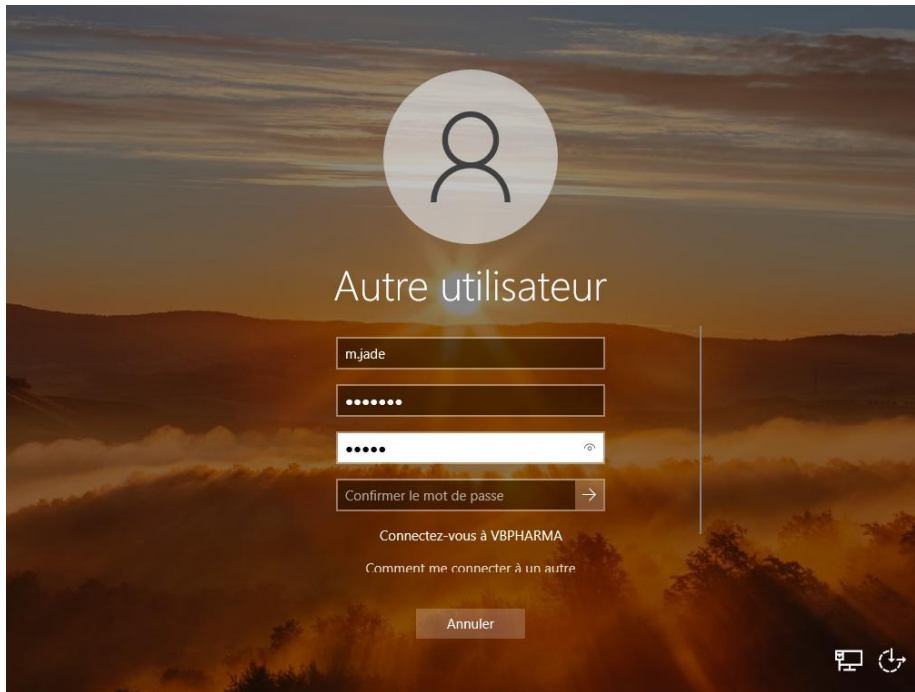 Autre utilisateur
m.jade
•••••••
•••••
Confirmer le mot de passe
Connectez-vous à VBPHARMA
Comment me connecter à un autre
Annuler